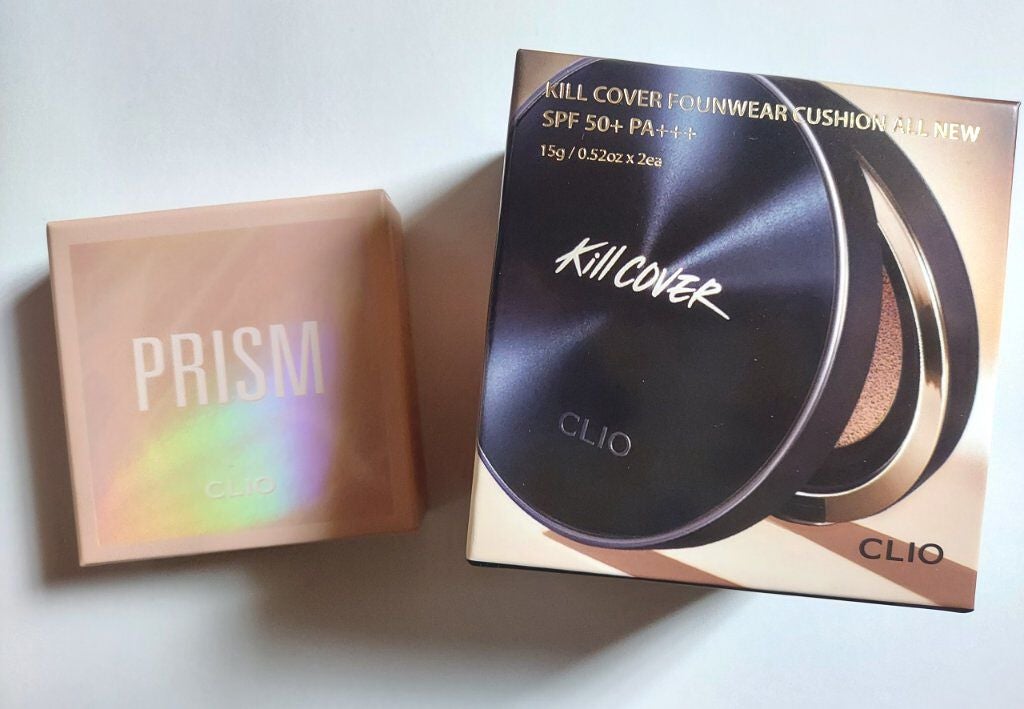 PRISM
CLIO
KILL COVER FOUNWEAR CUSHION ALL NEW
SPF 50+ PA+++
15g / 0.52oz x 2ea
Kill COVER
CLIO
CLIO